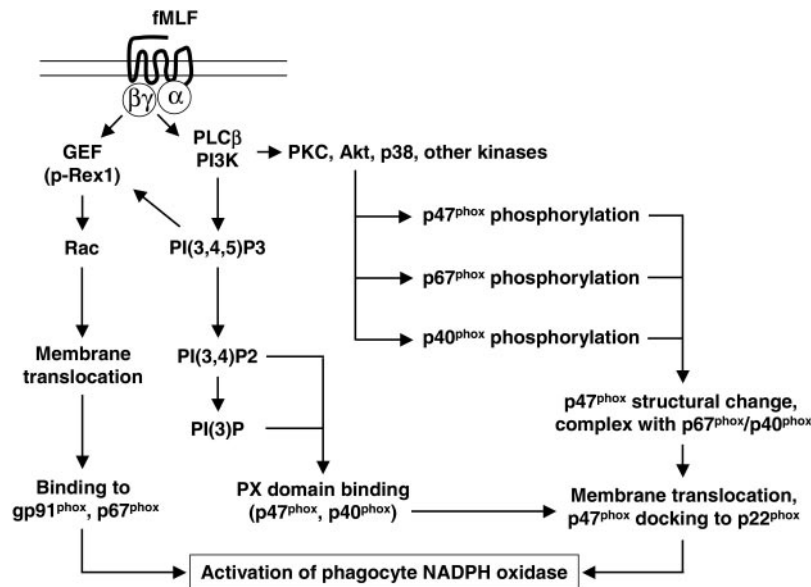 fMLF
βγ α
GEF
(p-Rex1)
PLCβ
PI3K
PKC, Akt, p38, other kinases
p47phox phosphorylation
Rac
PI(3,4,5)P3
p67phox phosphorylation
p40phox phosphorylation
Membrane
translocation
PI(3,4)P2
PI(3)P
p47phox structural change,
complex with p67phox/p40phox
Binding to
gp91phox, p67phox
PX domain binding
(p47phox, p40phox)
Membrane translocation,
p47phox docking to p22phox
Activation of phagocyte NADPH oxidase